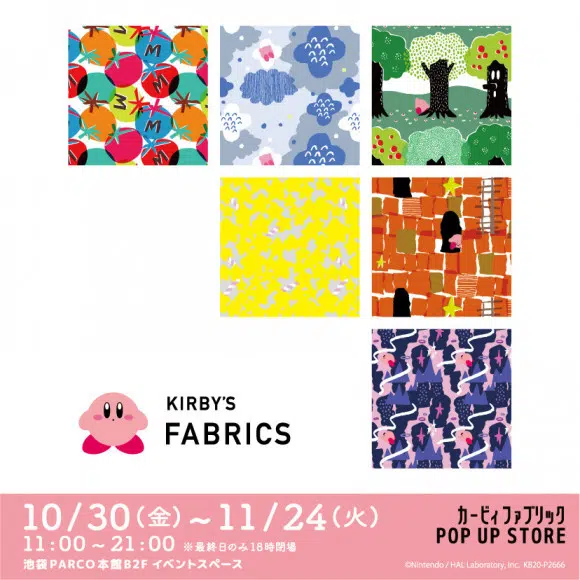 KIRBY'S
FABRICS
10/30(金)~11/24(火)
11:00~21:00 ※最終日のみ18時閉場
池袋PARCO本館B2F イベントスペース
カービィファブリック
POP UP STORE
©Nintendo / HAL Laboratory, Inc. KB20-P2666